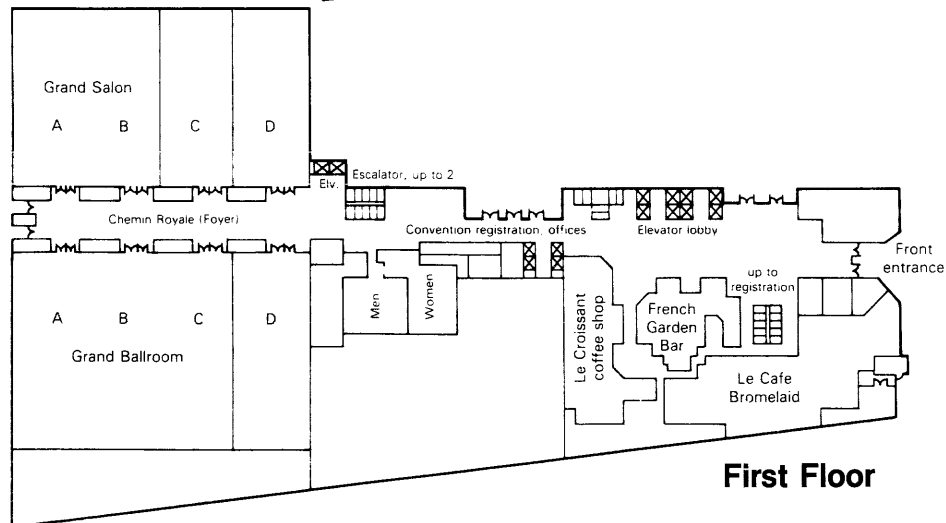 Grand Salon
A B C D
Escalator, up to 2
Elv.
Chemin Royale (Foyer)
Convention registration, offices
Elevator lobby
Front
entrance
up to
registration
Men
Women
Le Croissant
coffee shop
French
Garden
Bar
A B C D
Grand Ballroom
Le Cafe
Bromelaid
First Floor